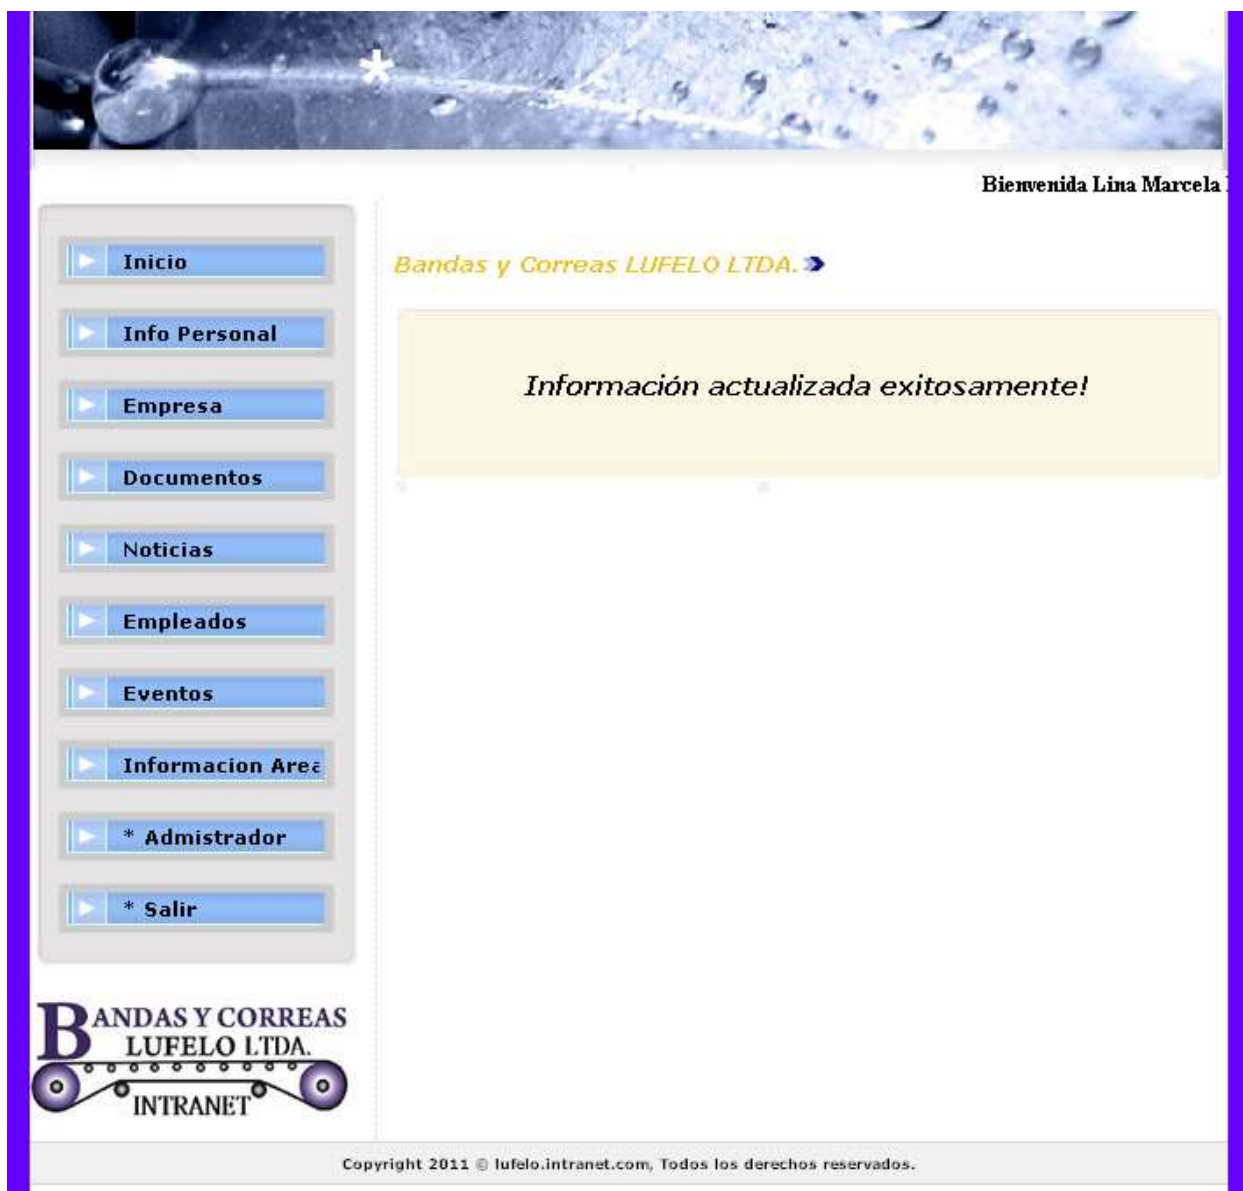 *
Bienvenida Lina Marcela
Inicio
Info Personal
Empresa
Documentos
Noticias
Empleados
Eventos
Informacion Area
* Admistrador
* Salir
Bandas y Correas LUFELO LTDA.
Información actualizada exitosamente!
BANDAS Y CORREAS
LUFELO LTDA.
INTRANET
Copyright 2011 © lufelo.intranet.com, Todos los derechos reservados.